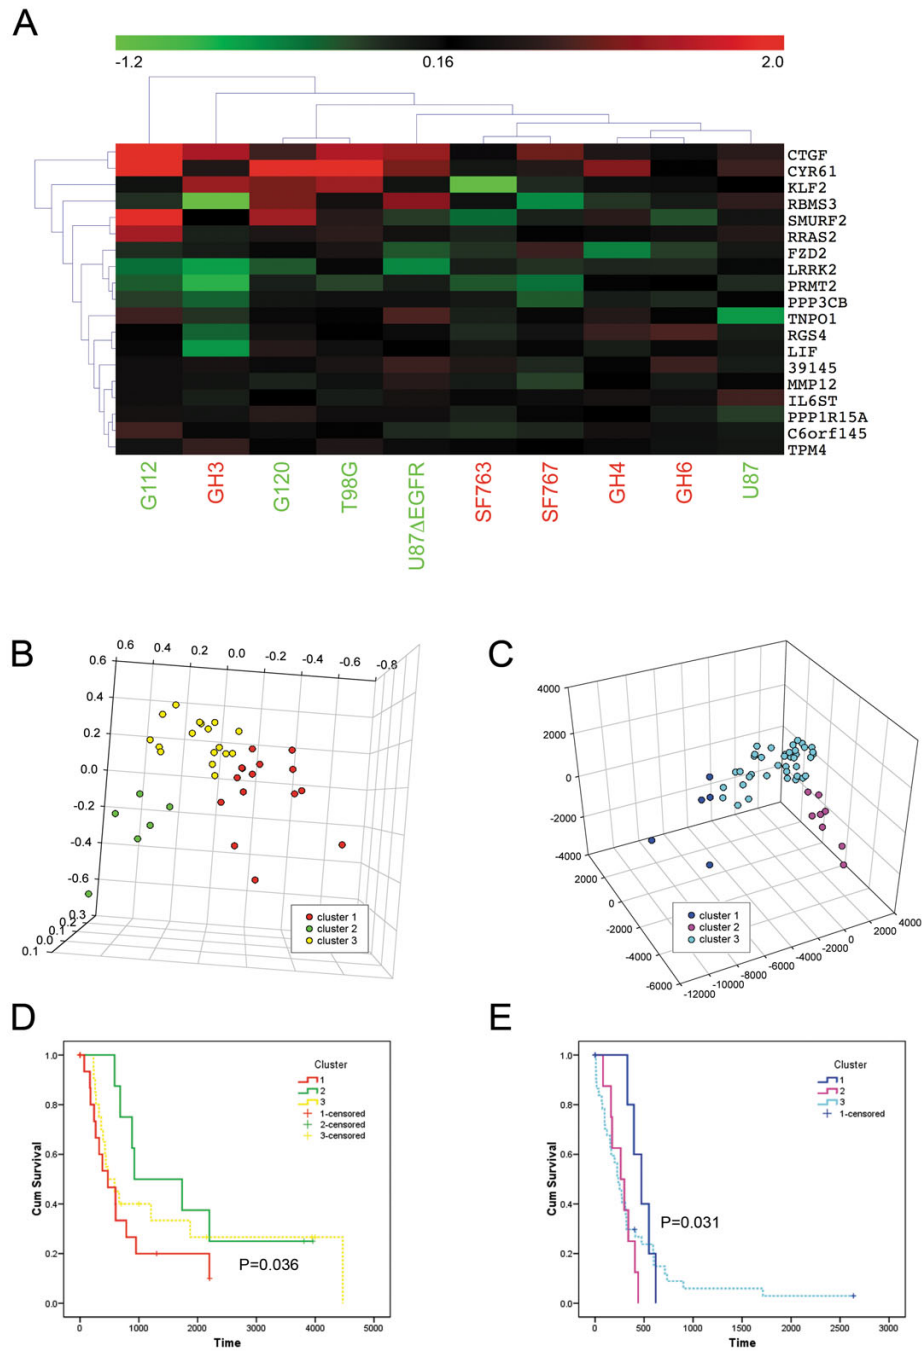 A
-1.2 0.16 2.0
CTGF
CYR61
KLF2
RBMS3
SMURF2
RRAS2
FZD2
LRRK2
PRMT2
PPP3CB
TNPO1
RGS4
LIF
39145
MMP12
IL6ST
PPP1R15A
C6orf145
TPM4
G112 GH3 G120 T98G U87ΔEGFR SF763 SF767 GH4 GH6 U87
B
0.6 0.4 0.2 0.0 -0.2 -0.4 -0.6 -0.8
0.6
0.4
0.2
0.0
-0.2
-0.4
-0.6
0.3
0.2
0.1
0.0
0.1
cluster 1
cluster 2
cluster 3
C
4000
2000
0
-2000
-4000
2000
0
-2000
-4000
-6000
-12000
-10000
-8000
-6000
-4000
-2000
0
2000
4000
cluster 1
cluster 2
cluster 3
D
Cum Survival
1.0
0.8
0.6
0.4
0.2
0.0
Cluster
1
2
3
1-censored
2-censored
3-censored
P=0.036
0 1000 2000 3000 4000 5000
Time
E
Cum Survival
1.0
0.8
0.6
0.4
0.2
0.0
Cluster
1
2
3
1-censored
P=0.031
0 500 1000 1500 2000 2500 3000
Time